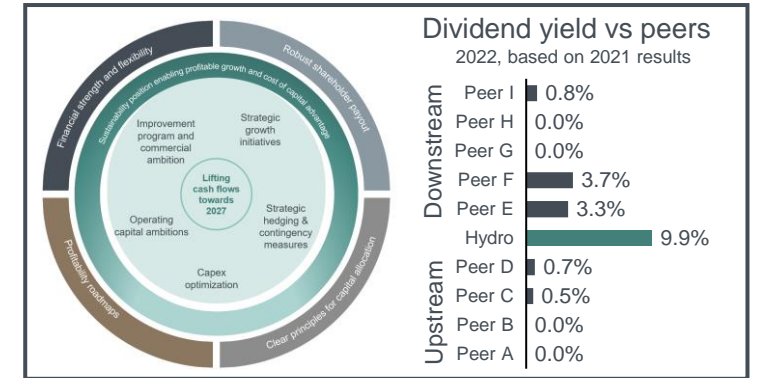 Financial strength and flexibility
Robust shareholder payout
Sustainability position enabling profitable growth and cost of capital advantage
Improvement
program and
commercial
ambition
Strategic
growth
initiatives
Lifting
cash flows
towards
2027
Operating
capital ambitions
Strategic
hedging &
contingency
measures
Capex
optimization
Profitability roadmaps
Clear principles for capital allocation
Dividend yield vs peers
2022, based on 2021 results
Downstream
Peer I 0.8%
Peer H 0.0%
Peer G 0.0%
Peer F 3.7%
Peer E 3.3%
Hydro 9.9%
Upstream
Peer D 0.7%
Peer C 0.5%
Peer B 0.0%
Peer A 0.0%